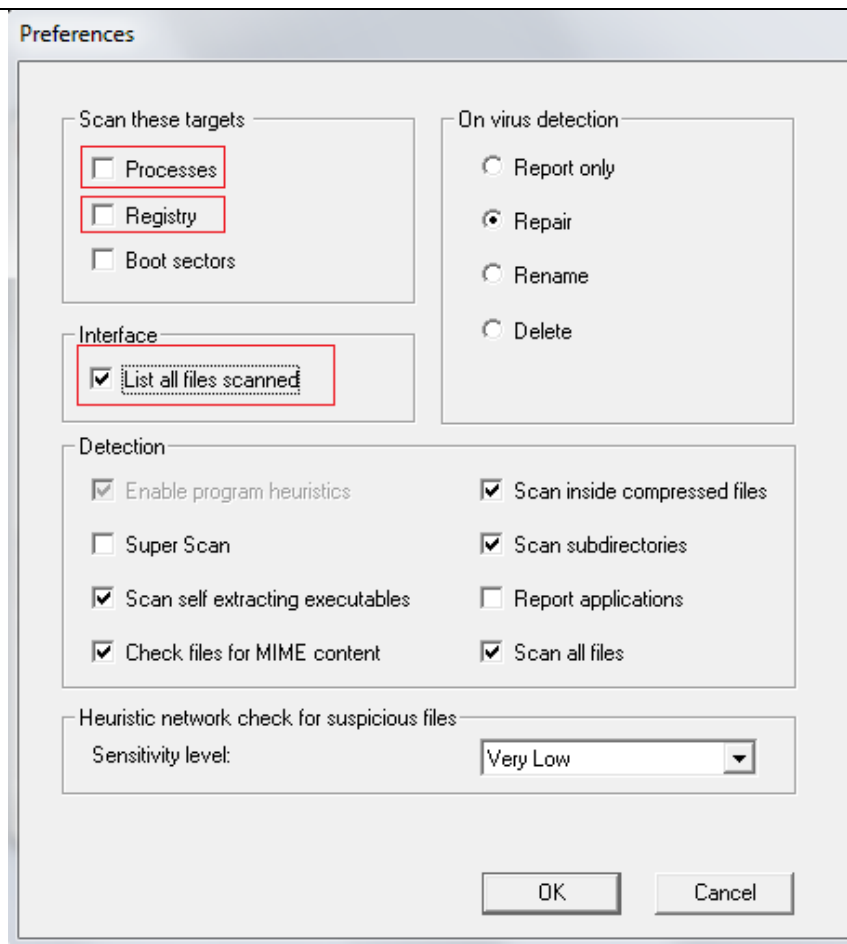 Preferences
Scan these targets
Processes
Registry
Boot sectors
On virus detection
Report only
Repair
Rename
Delete
Interface
List all files scanned
Detection
Enable program heuristics
Scan inside compressed files
Super Scan
Scan subdirectories
Scan self extracting executables
Report applications
Check files for MIME content
Scan all files
Heuristic network check for suspicious files
Sensitivity level:
Very Low
OK
Cancel